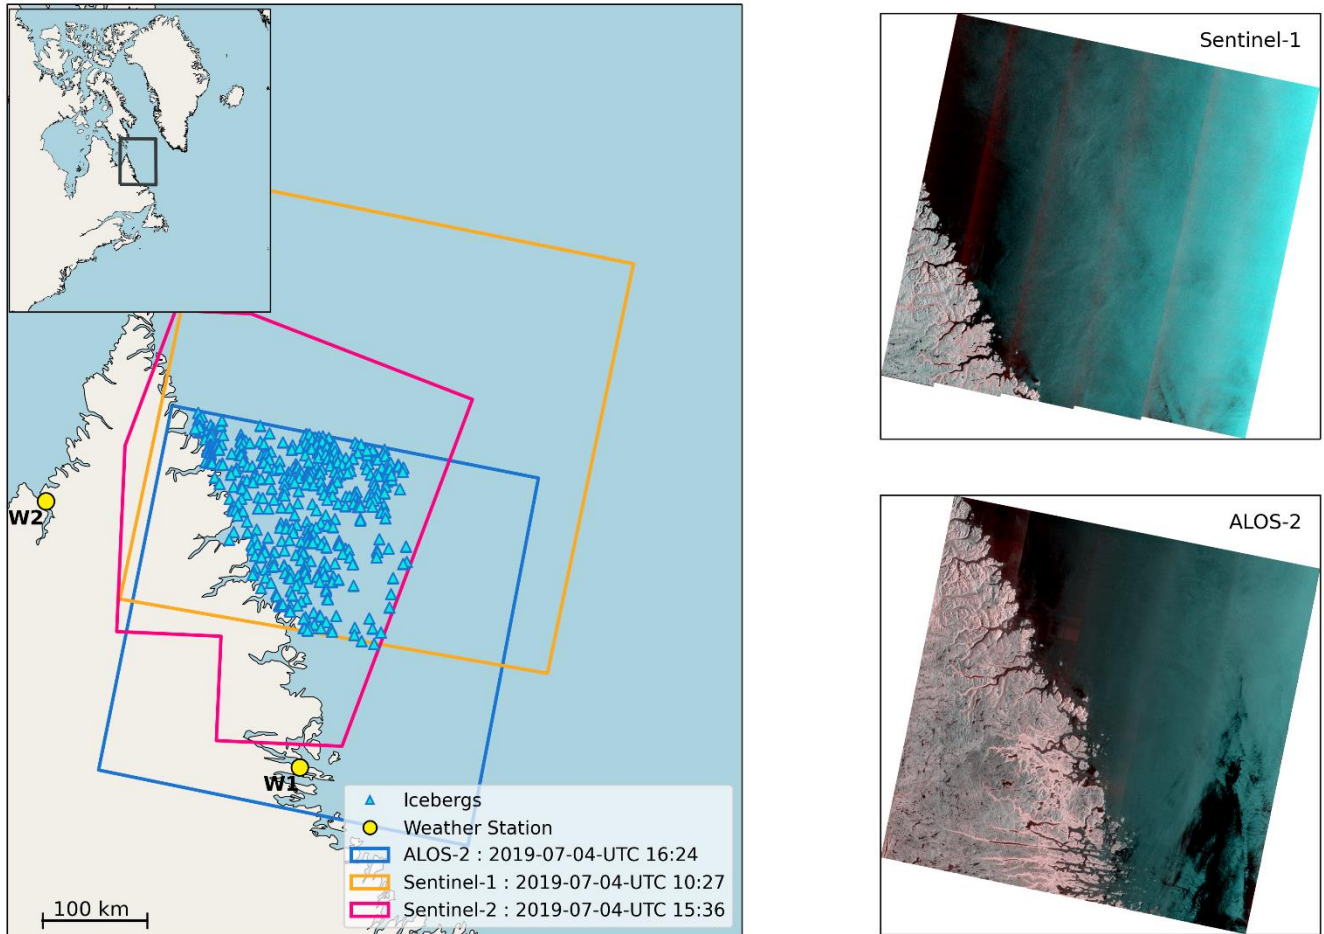 Sentinel-1
W2
ALOS-2
W1
Icebergs
Weather Station
ALOS-2 : 2019-07-04-UTC 16:24
Sentinel-1 : 2019-07-04-UTC 10:27
Sentinel-2 : 2019-07-04-UTC 15:36
100 km